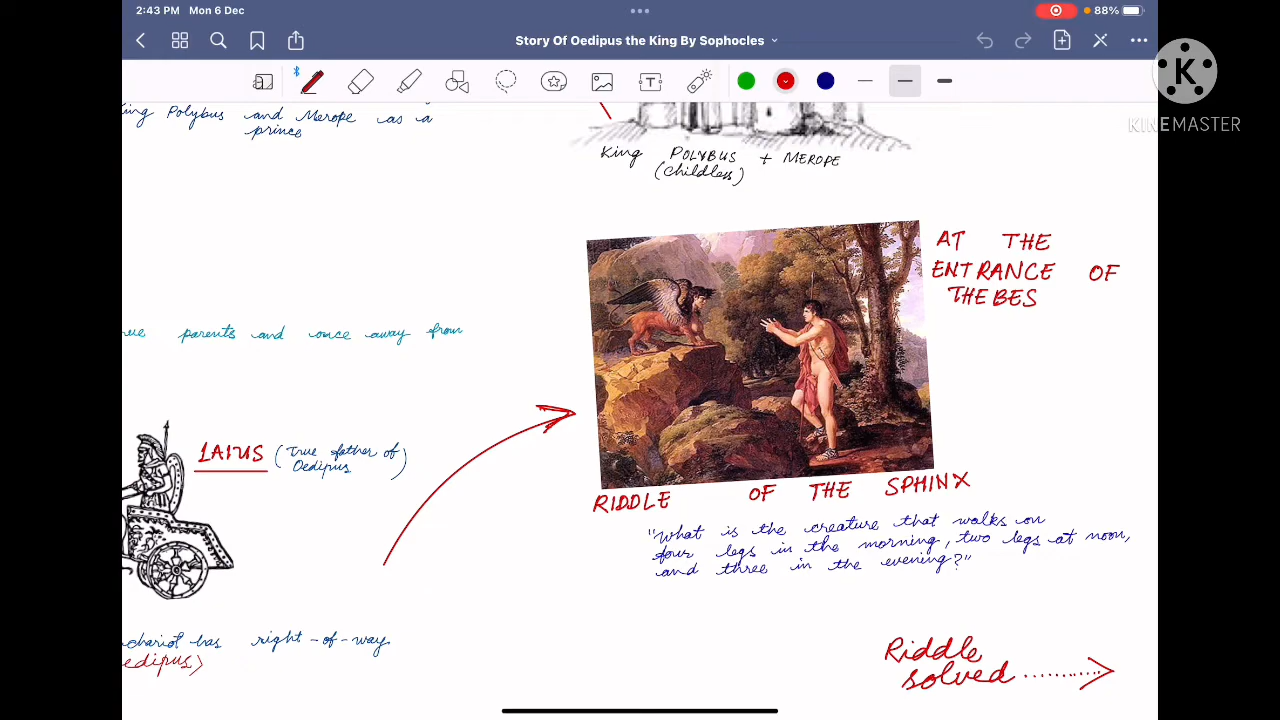 2:43 PM Mon 6 Dec
88%
Story Of Oedipus the King By Sophocles
K
KINEMASTER
ing Polybus and Merope as a
prince
King POLYBUS + MEROPE
(childless)
AT THE
ENTRANCE OF
THEBES
parents and once away from
LAIUS (True father of
Oedipus)
RIDDLE OF THE SPHINX
"What is the creature that walks on
four legs in the morning, two legs at noon,
and three in the evening?"
chariot has right-of-way
edipus)
Riddle
solved